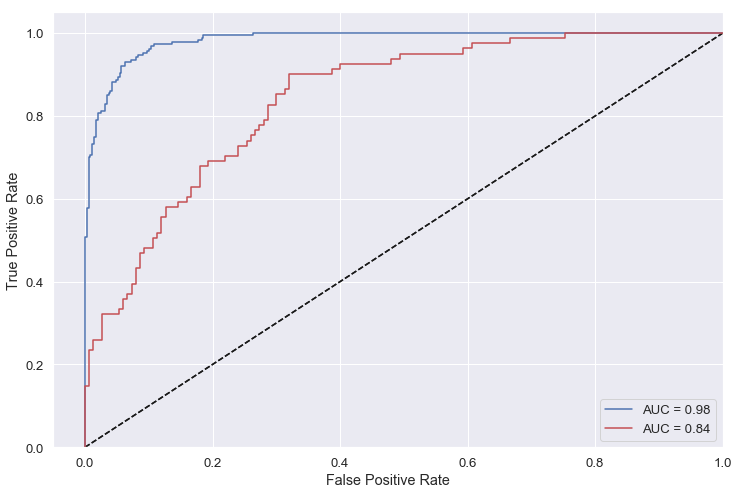 1.0
0.8
0.6
0.4
0.2
0.0
True Positive Rate
0.0 0.2 0.4 0.6 0.8 1.0
False Positive Rate
AUC = 0.98
AUC = 0.84